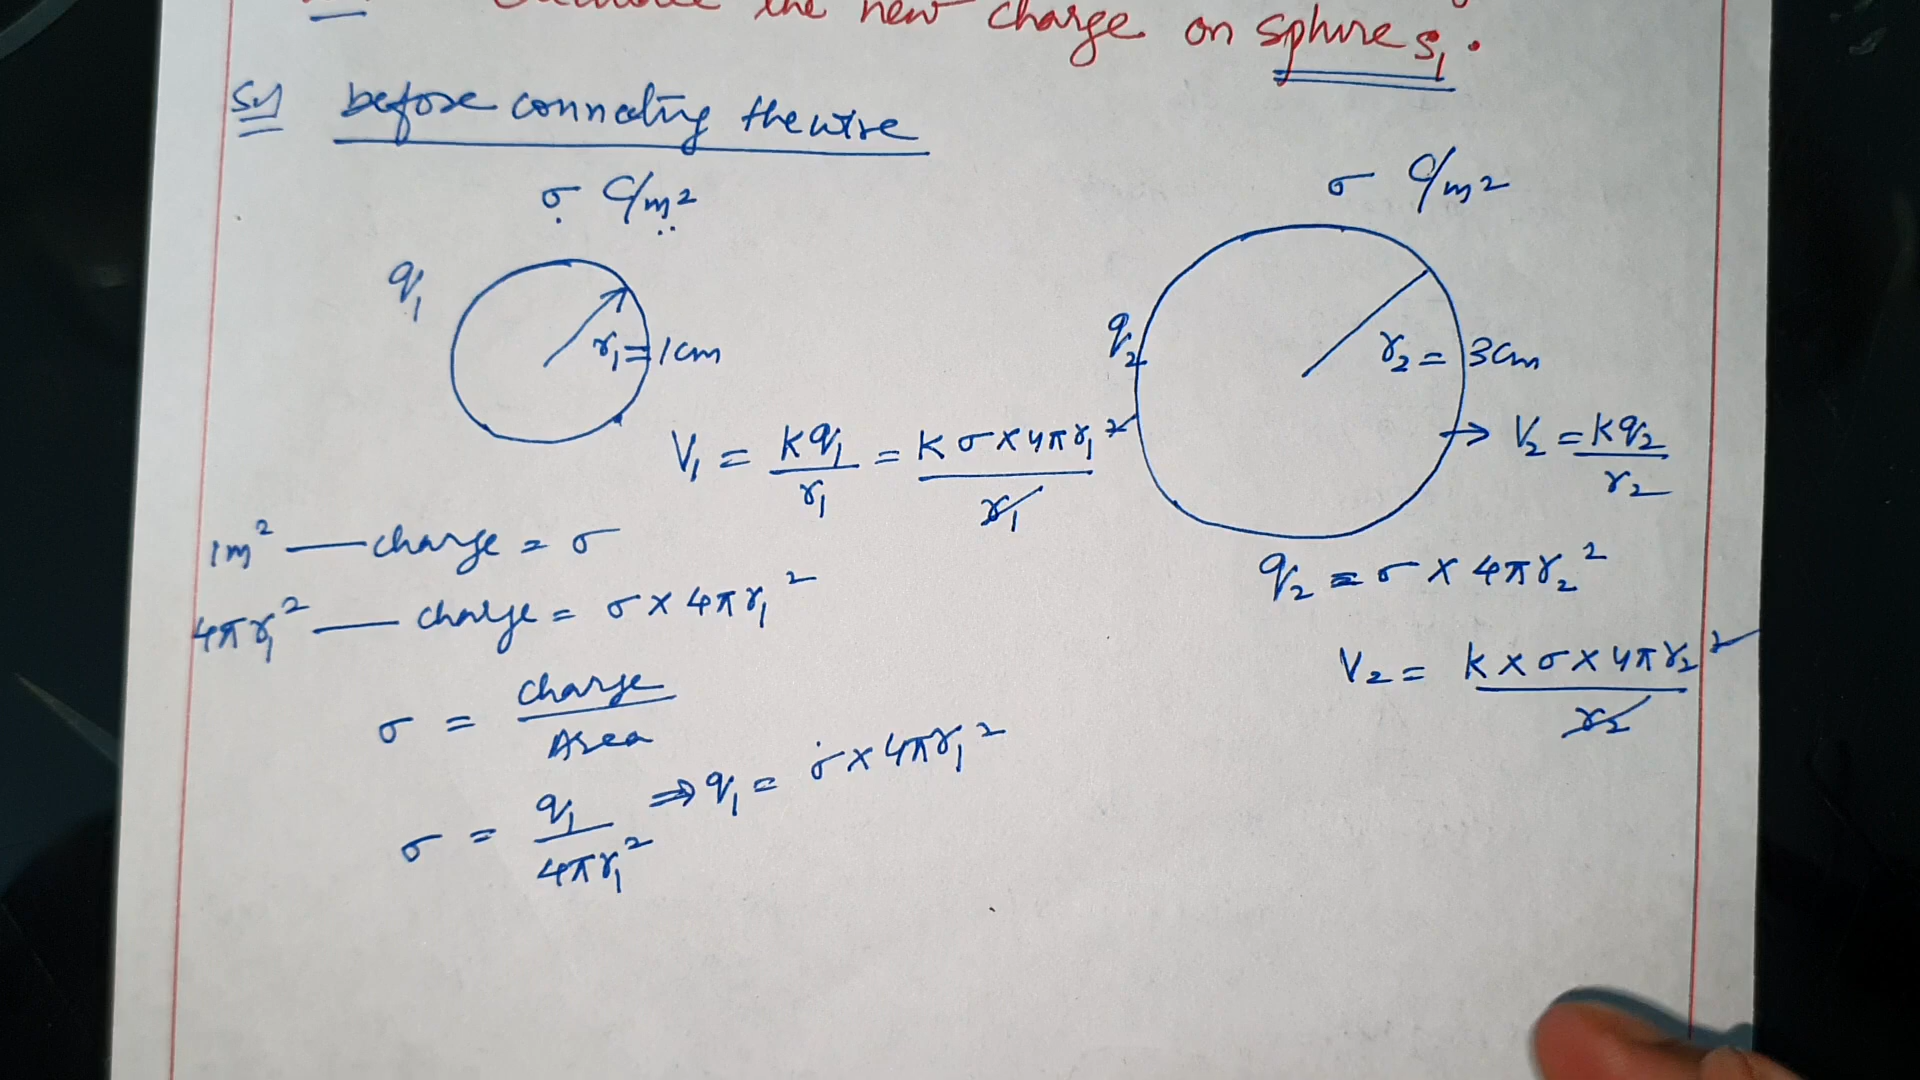 the new charge on sphere s₁.
Sol before connecting the wire
σ C/m²
σ C/m²
q₁
r₁ = 1cm
q₂
r₂ = 3cm
V₁ = kq₁/r₁ = kσ×4πr₁²/r₁
→ V₂ = kq₂/r₂
1m² — charge = σ
q₂ = σ × 4πr₂²
4πr₁² — charge = σ × 4πr₁²
V₂ = k×σ×4πr₂²/r₂
σ = charge/Area
σ = q₁/4πr₁² ⇒ q₁ = σ×4πr₁²